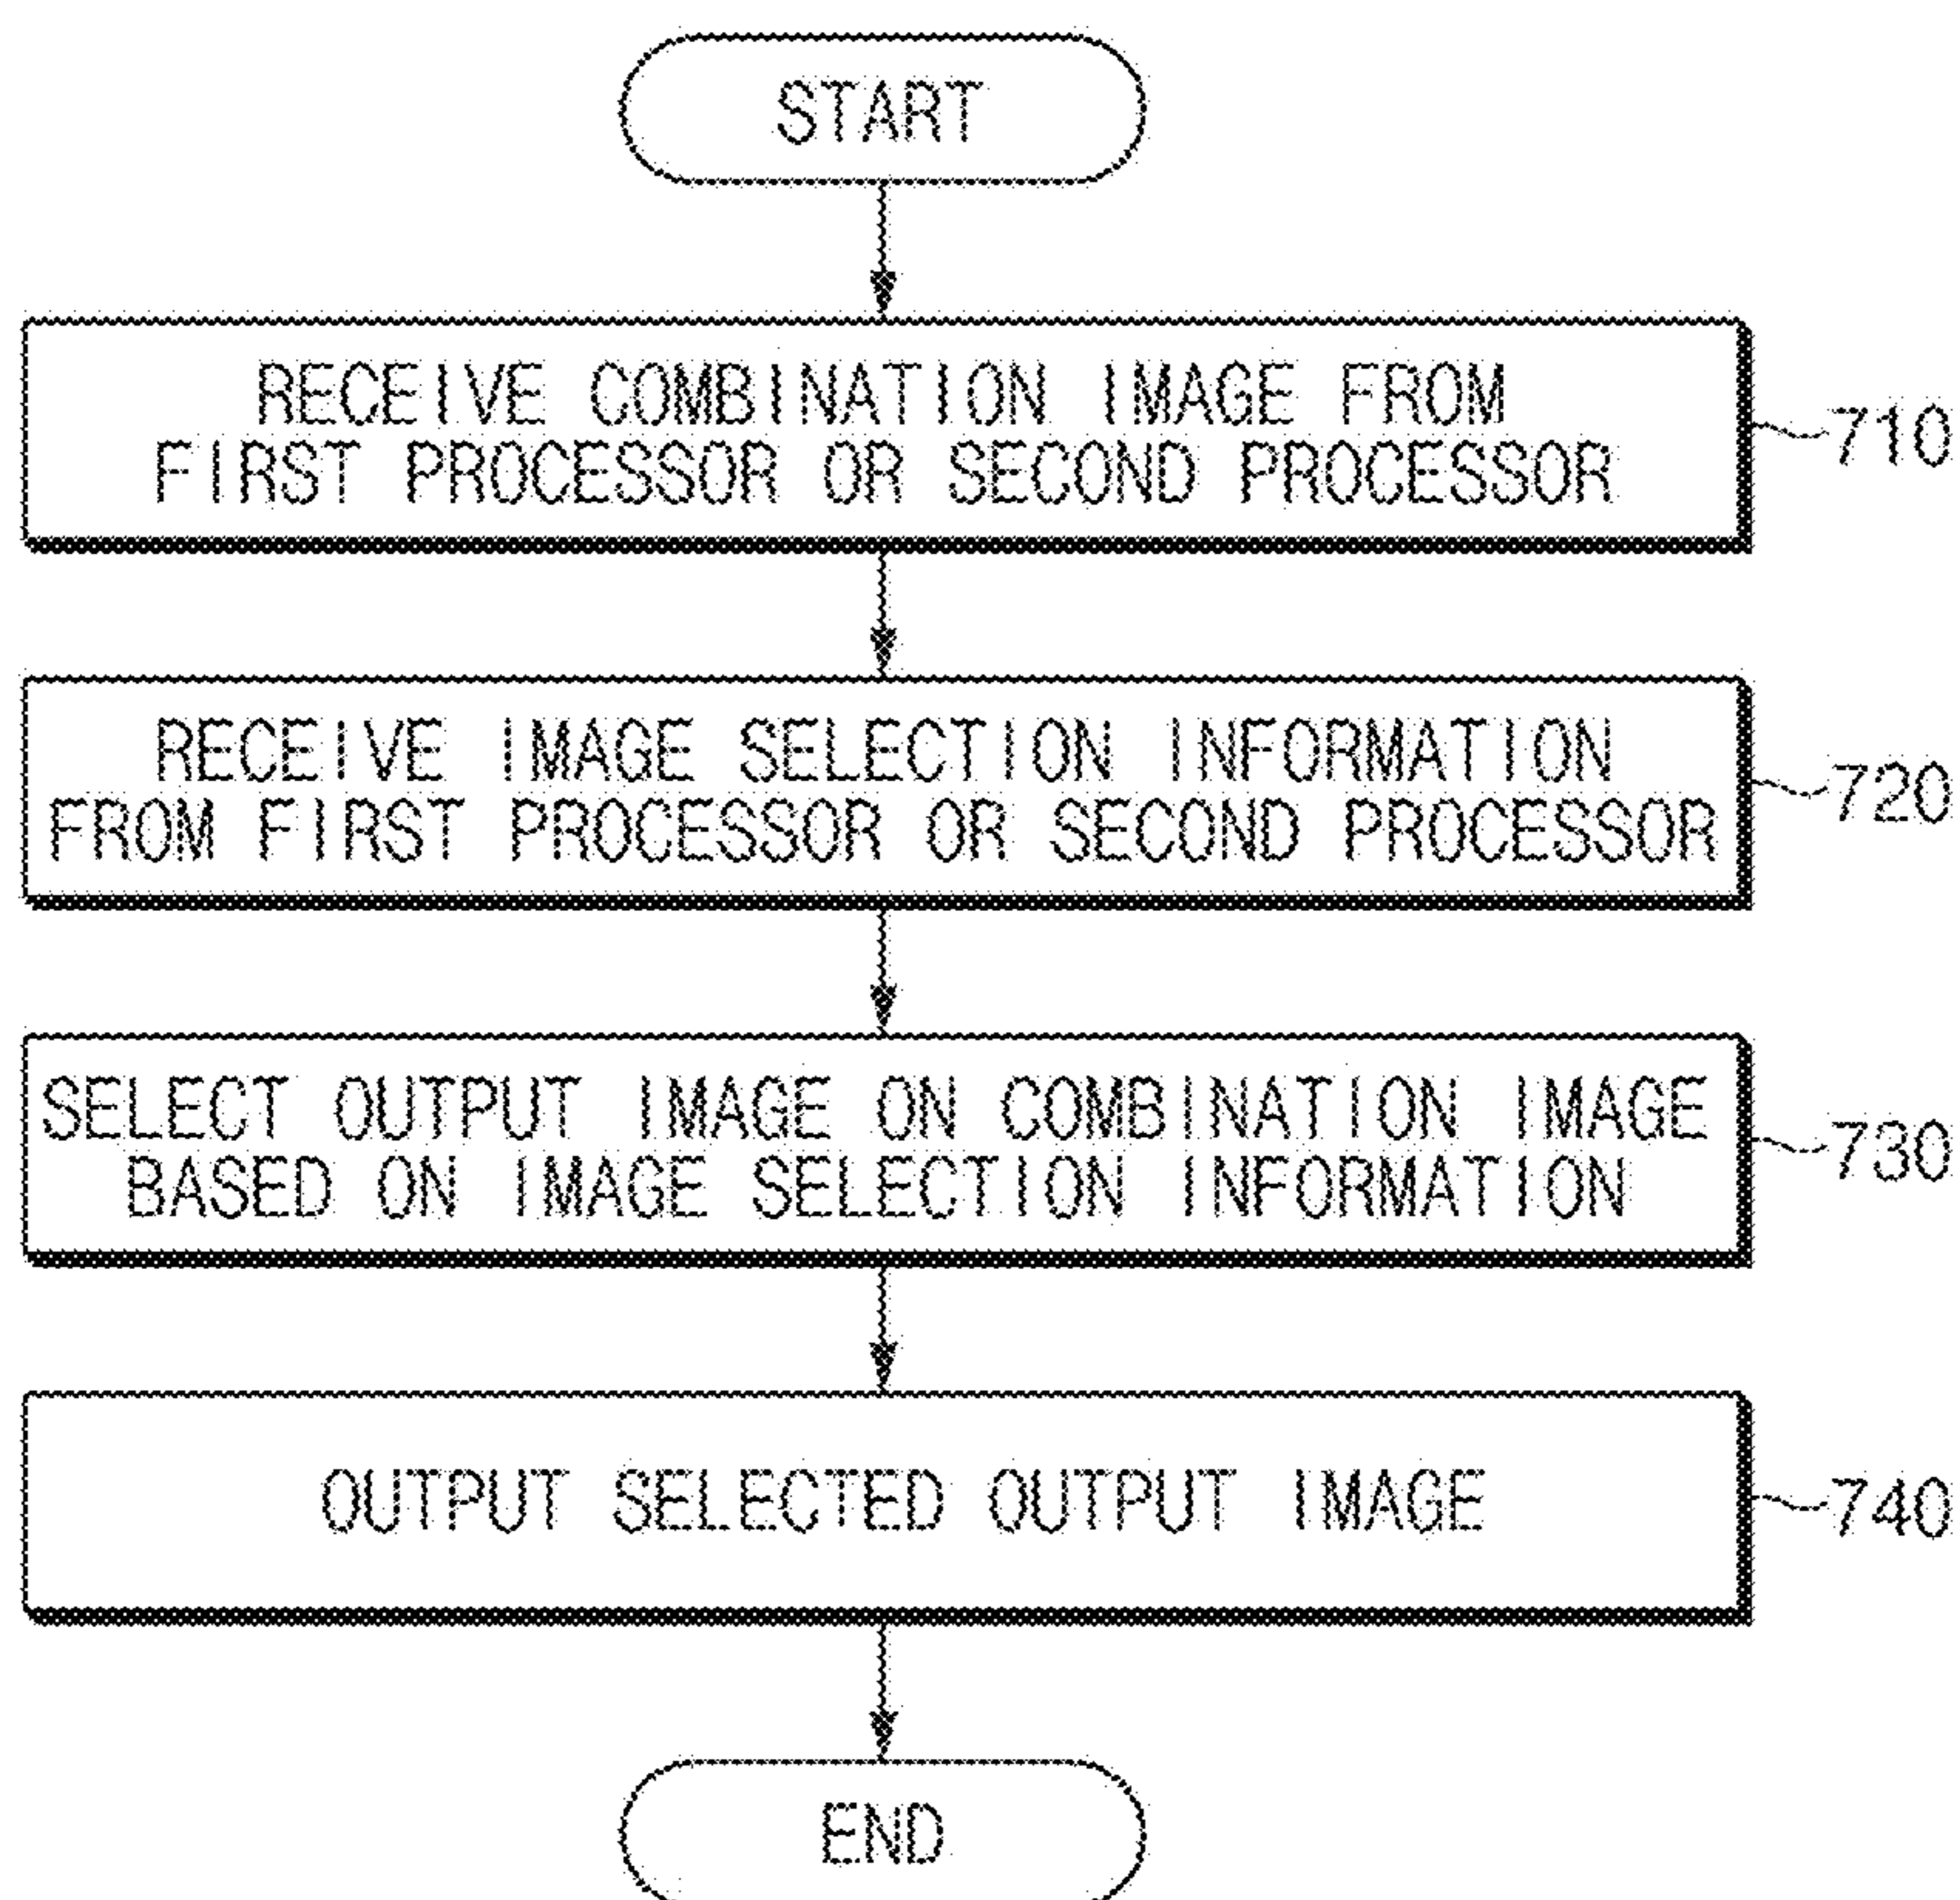 START
RECEIVE COMBINATION IMAGE FROM
FIRST PROCESSOR OR SECOND PROCESSOR
710
RECEIVE IMAGE SELECTION INFORMATION
FROM FIRST PROCESSOR OR SECOND PROCESSOR
720
SELECT OUTPUT IMAGE ON COMBINATION IMAGE
BASED ON IMAGE SELECTION INFORMATION
730
OUTPUT SELECTED OUTPUT IMAGE
740
END